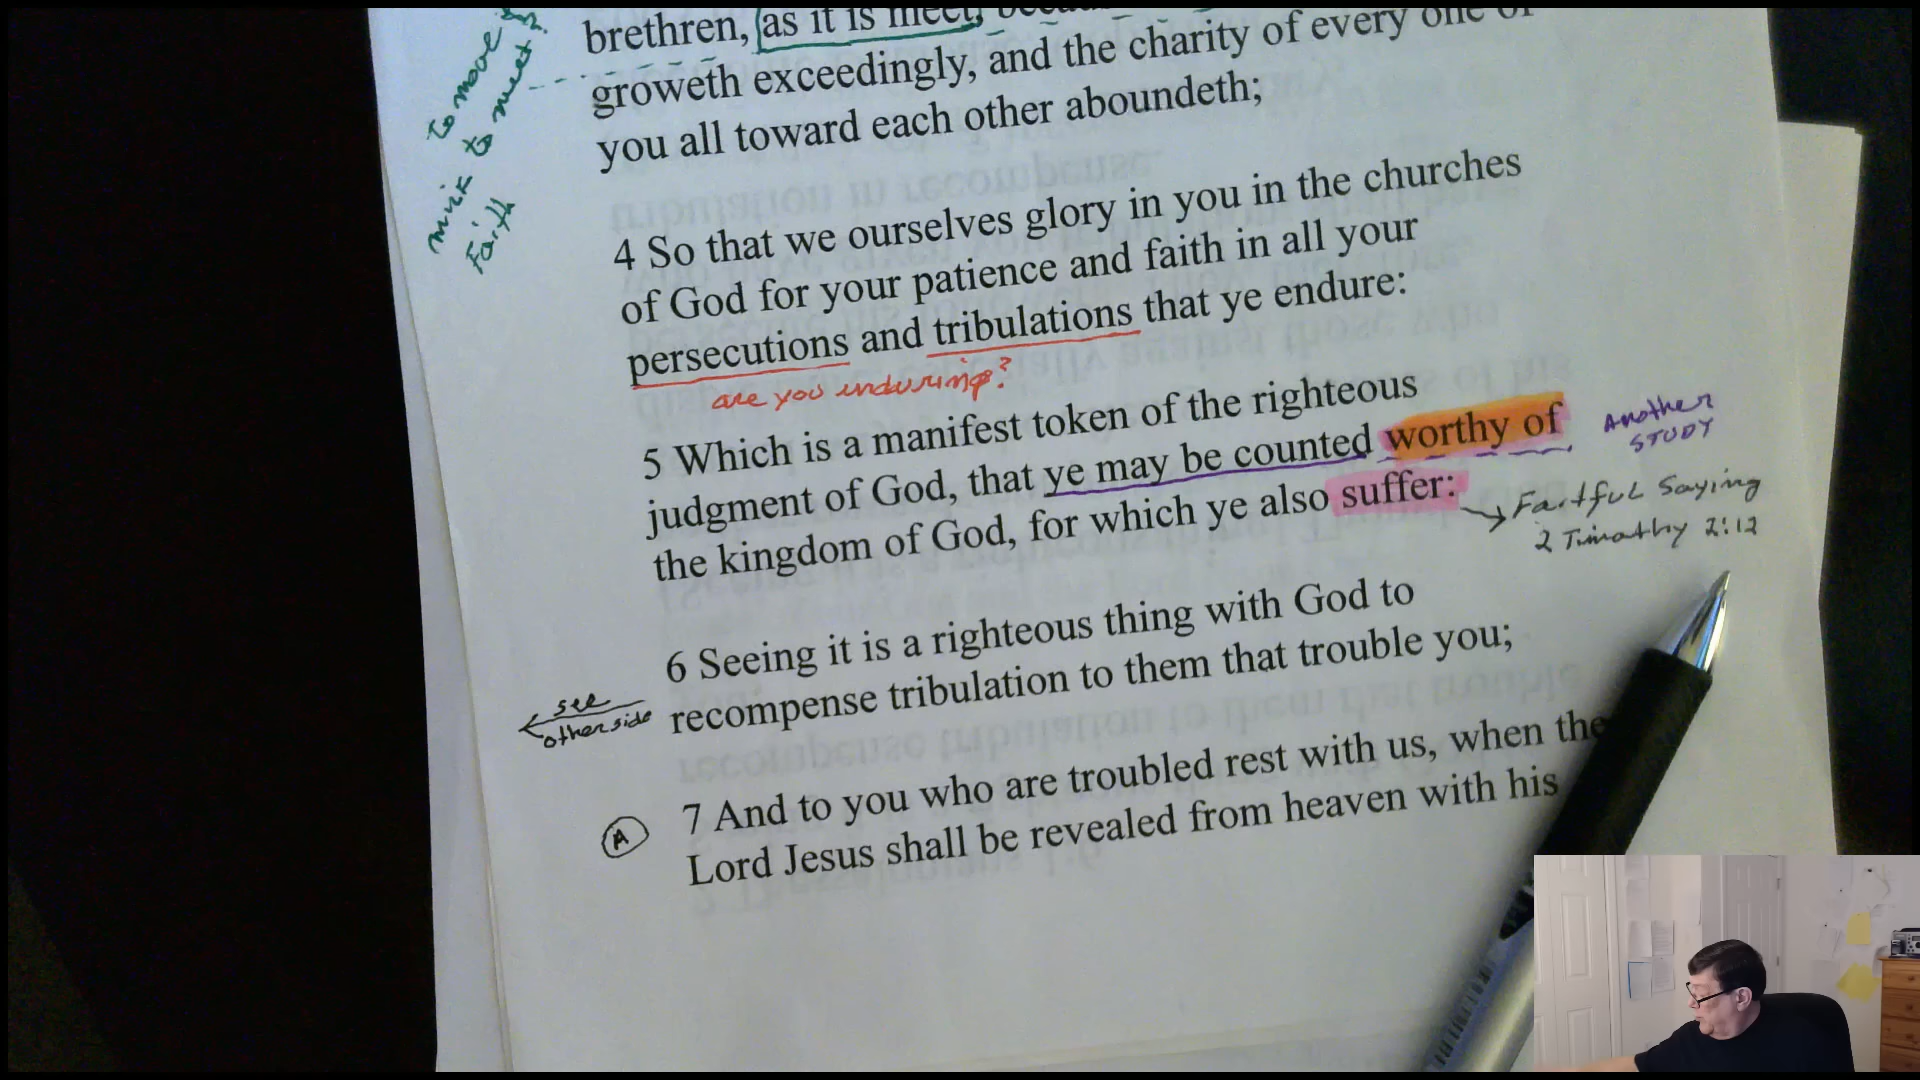 To move
mirk to meet?
Faith
brethren, as it is meet,
groweth exceedingly, and the charity of every one of
you all toward each other aboundeth;
4 So that we ourselves glory in you in the churches
of God for your patience and faith in all your
persecutions and tribulations that ye endure:
are you enduring?
5 Which is a manifest token of the righteous
judgment of God, that ye may be counted worthy of
the kingdom of God, for which ye also suffer:
Another
STUDY
Faithful Saying
2 Timothy 2:12
6 Seeing it is a righteous thing with God to
recompense tribulation to them that trouble you;
see
other side
7 And to you who are troubled rest with us, when the
Lord Jesus shall be revealed from heaven with his
A